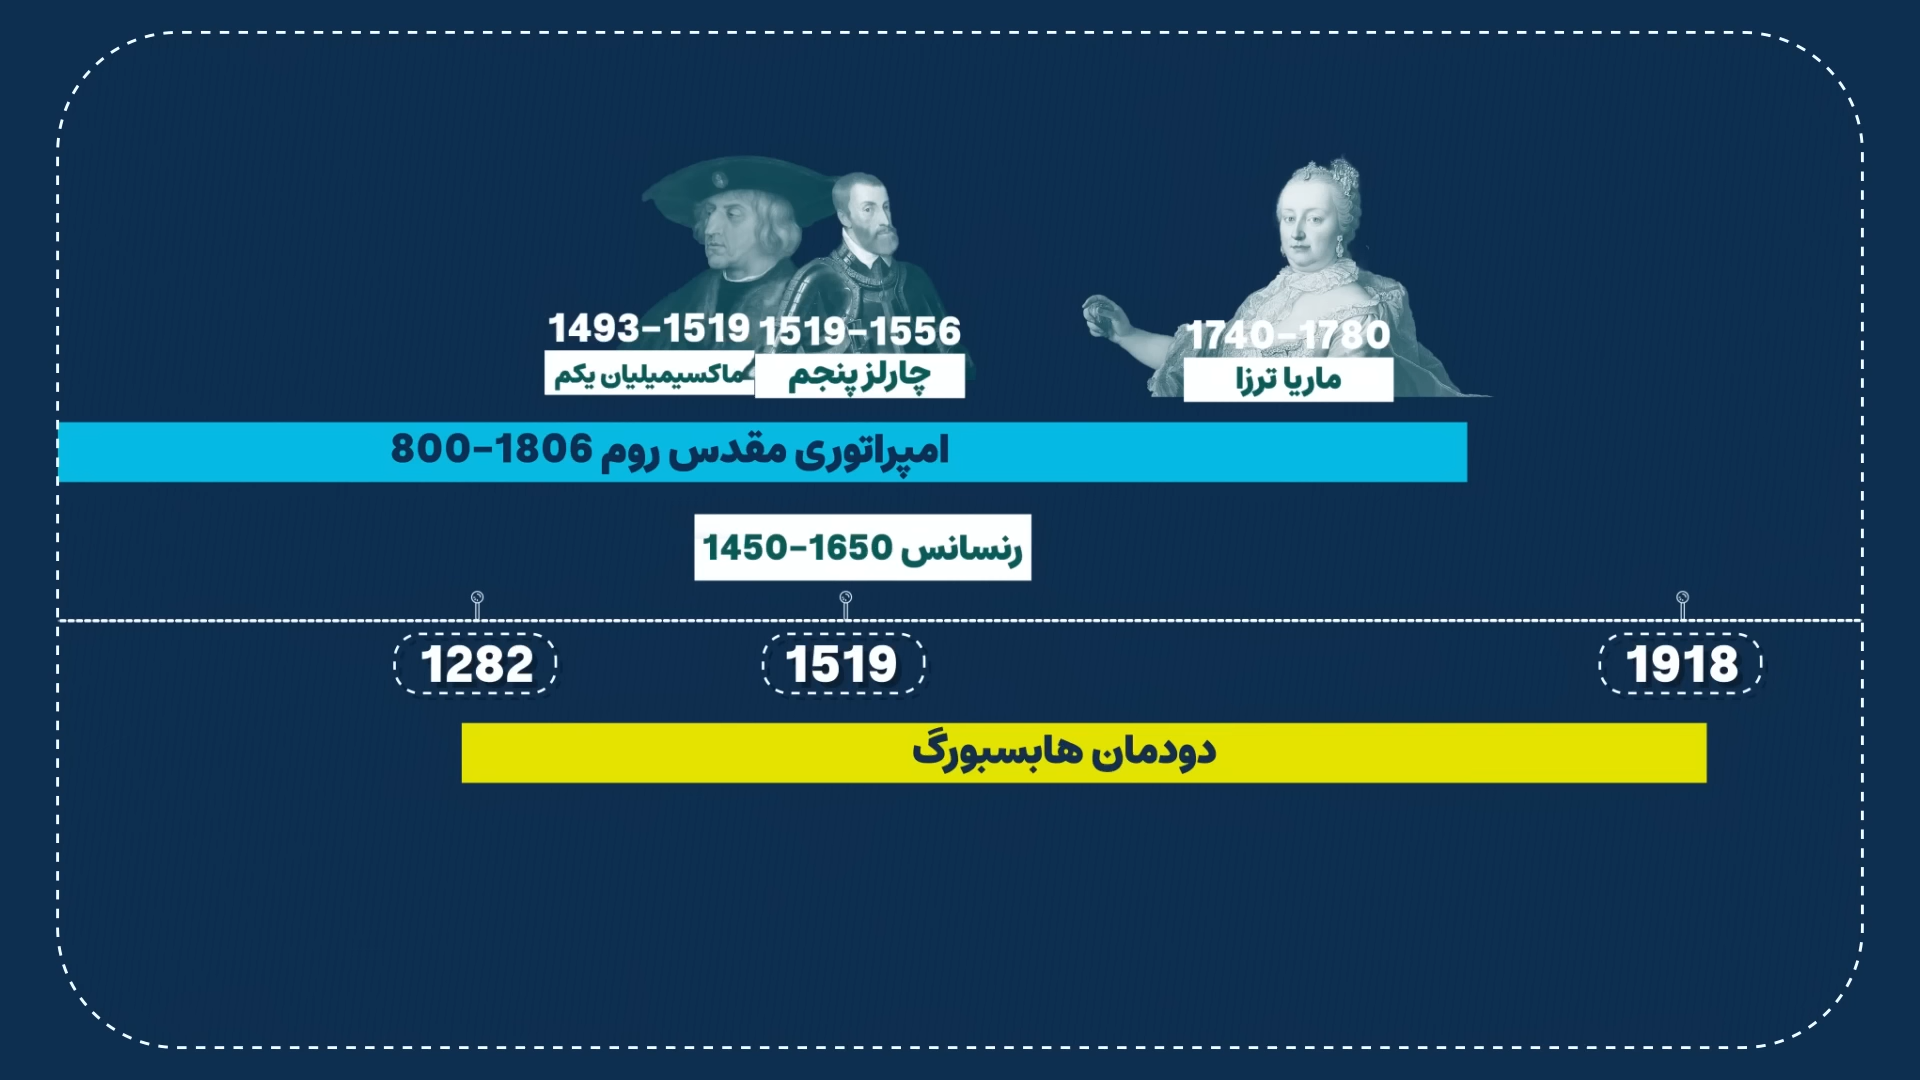 1493-1519
ماکسیمیلیان یکم
1519-1556
چارلز پنجم
1740-1780
ماریا ترزا
امپراتوری مقدس روم 1806-800
رنسانس 1650-1450
1282
1519
1918
دودمان هابسبورگ